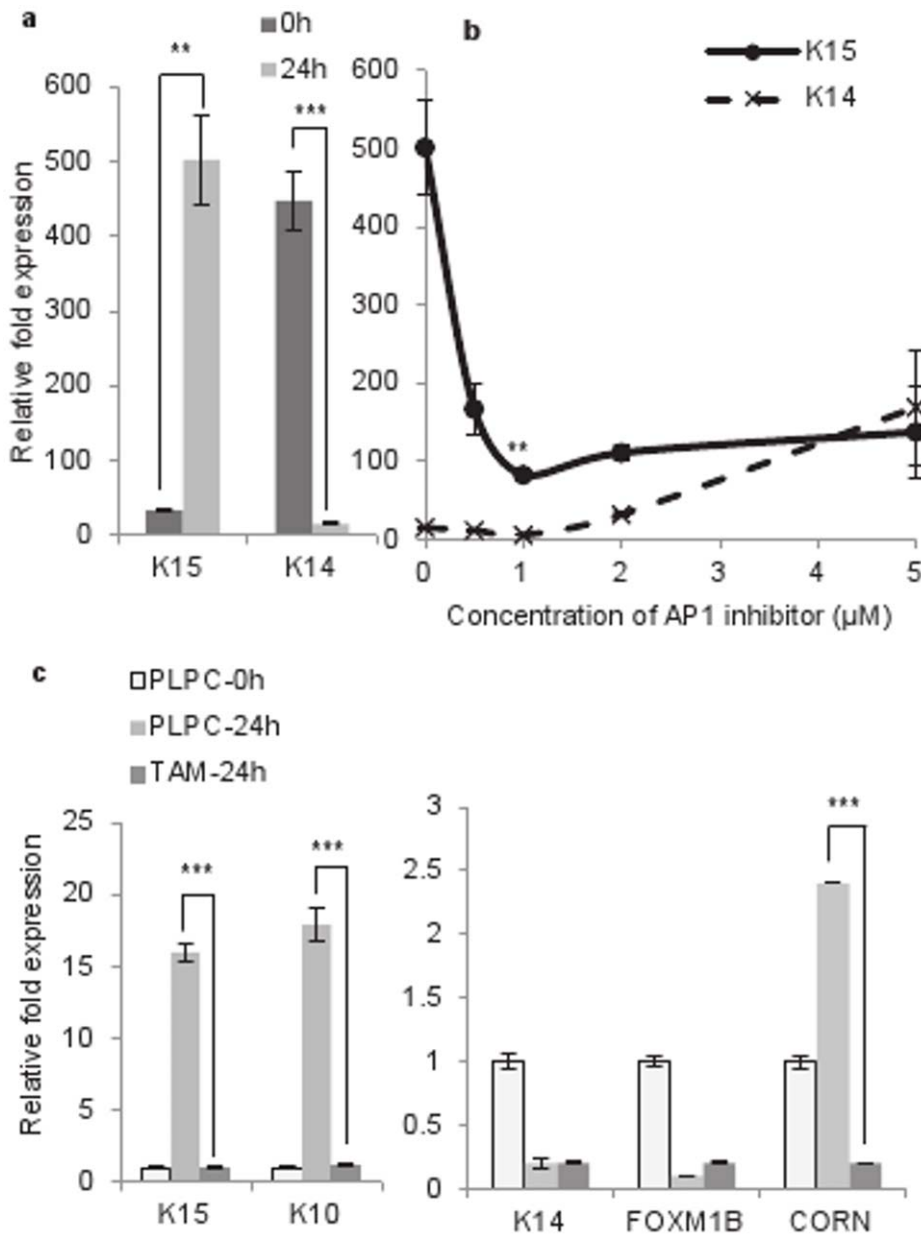 a
0h
24h
**
***
600
500
400
300
200
100
0
Relative fold expression
K15 K14
b
K15
K14
600
500
400
300
200
100
0
**
0 1 2 3 4 5
Concentration of AP1 inhibitor (µM)
c
PLPC-0h
PLPC-24h
TAM-24h
25
20
15
10
5
0
Relative fold expression
***
***
K15 K10
3
2.5
2
1.5
1
0.5
0
***
K14 FOXM1B CORN